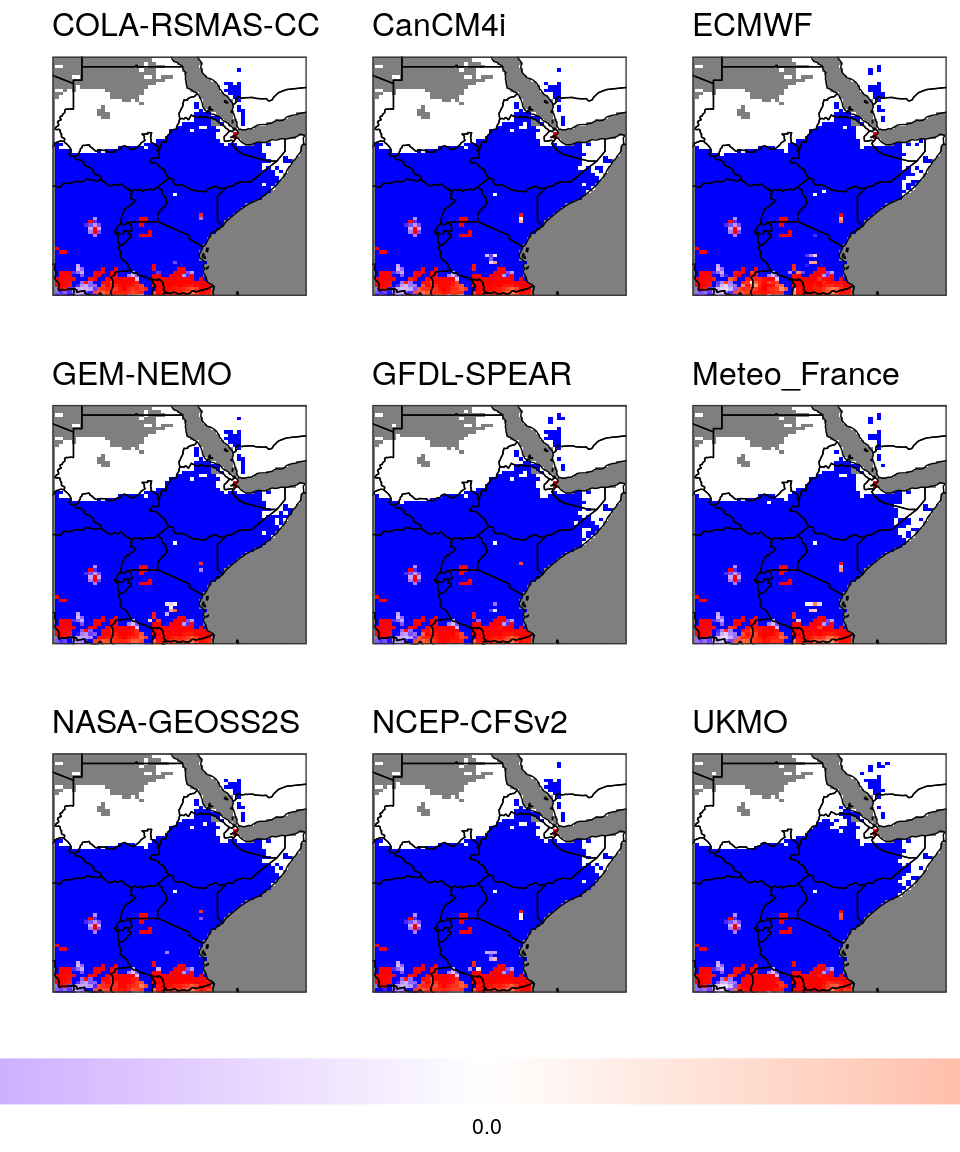 COLA-RSMAS-CC
CanCM4i
ECMWF
GEM-NEMO
GFDL-SPEAR
Meteo_France
NASA-GEOSS2S
NCEP-CFSv2
UKMO
0.0